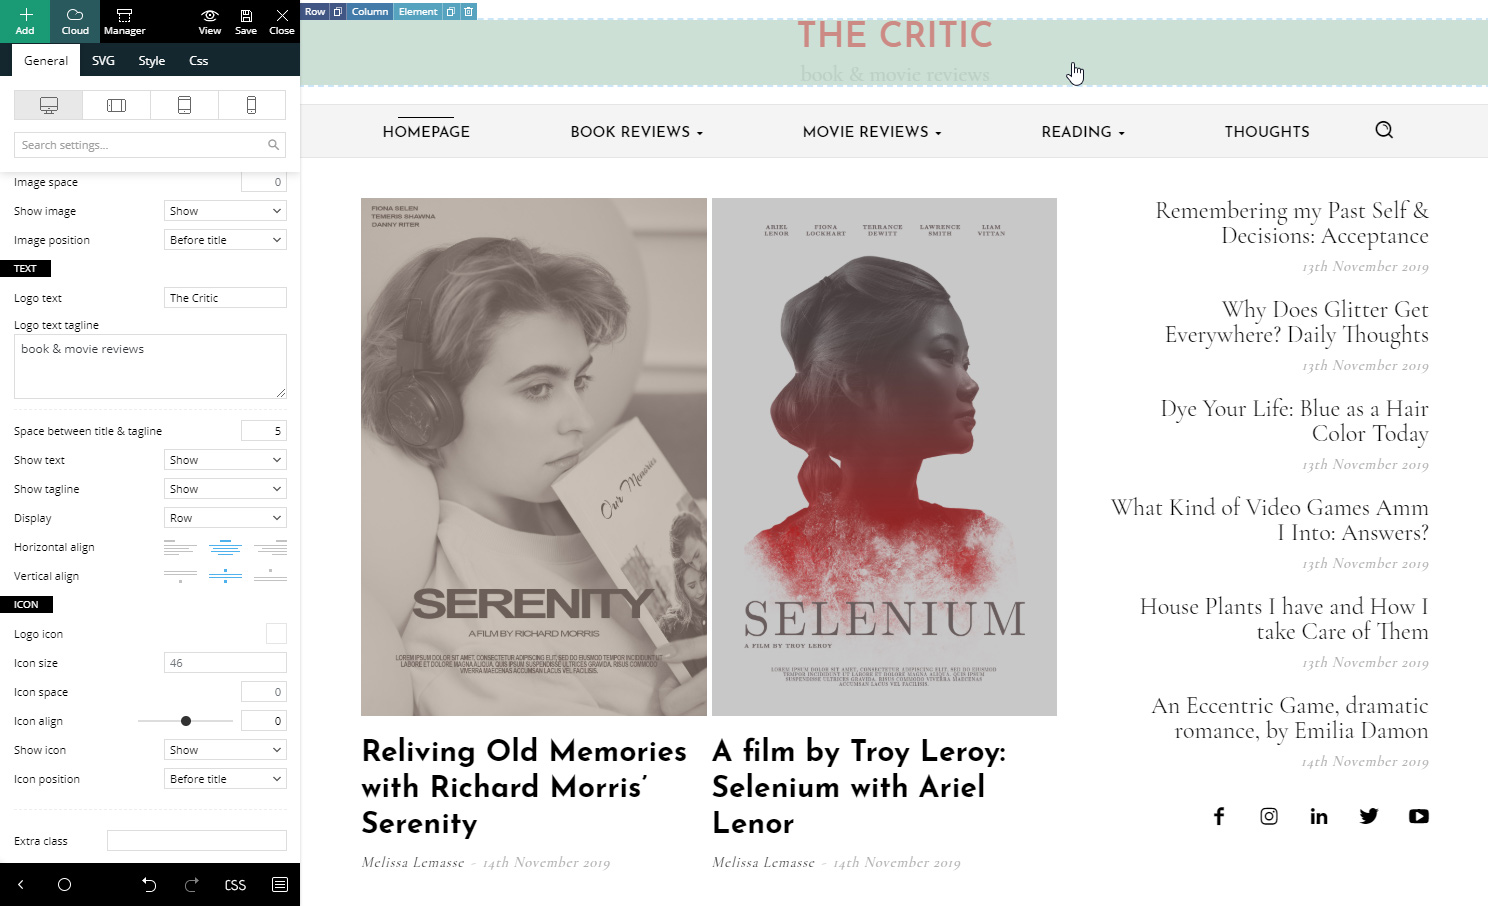 Add
Cloud
Manager
View
Save
Close
General
SVG
Style
Css
Search settings...
Image space
0
Show image
Show
Image position
Before title
TEXT
Logo text
The Critic
Logo text tagline
book & movie reviews
Space between title & tagline
5
Show text
Show
Show tagline
Show
Display
Row
Horizontal align
Vertical align
ICON
Logo icon
Icon size
46
Icon space
0
Icon align
0
Show icon
Show
Icon position
Before title
Extra class
CSS
Row
Column
Element
THE CRITIC
book & movie reviews
HOMEPAGE
BOOK REVIEWS
MOVIE REVIEWS
READING
THOUGHTS
FIONA SELEN
TEMERIS SHAWNA
DANNY RITER
Our Memories
SERENITY
A FILM BY RICHARD MORRIS
LOREM IPSUM DOLOR SIT AMET, CONSECTETUR ADIPISCING ELIT, SED DO EIUSMOD TEMPOR INCIDIDUNT UT
LABORE ET DOLORE MAGNA ALIQUA. QUIS IPSUM SUSPENDISSE ULTRICES GRAVIDA. RISUS COMMODO
VIVERRA MAECENAS ACCUMSAN LACUS VEL FACILISIS.
Reliving Old Memories
with Richard Morris’
Serenity
Melissa Lemasse - 14th November 2019
ARIEL LENOR
FIONA LOCKHART
TERRANCE DEWITT
LAWRENCE SMITH
LIAM VITTAN
SELENIUM
A FILM BY TROY LEROY
LOREM IPSUM DOLOR SIT AMET, CONSECTETUR ADIPISCING ELIT, SED DO EIUSMOD
TEMPOR INCIDIDUNT UT LABORE ET DOLORE MAGNA ALIQUA. QUIS IPSUM
SUSPENDISSE ULTRICES GRAVIDA. RISUS COMMODO VIVERRA MAECENAS
ACCUMSAN LACUS VEL FACILISIS.
A film by Troy Leroy:
Selenium with Ariel
Lenor
Melissa Lemasse - 14th November 2019
Remembering my Past Self &
Decisions: Acceptance
13th November 2019
Why Does Glitter Get
Everywhere? Daily Thoughts
13th November 2019
Dye Your Life: Blue as a Hair
Color Today
13th November 2019
What Kind of Video Games Amm
I Into: Answers?
13th November 2019
House Plants I have and How I
take Care of Them
13th November 2019
An Eccentric Game, dramatic
romance, by Emilia Damon
14th November 2019